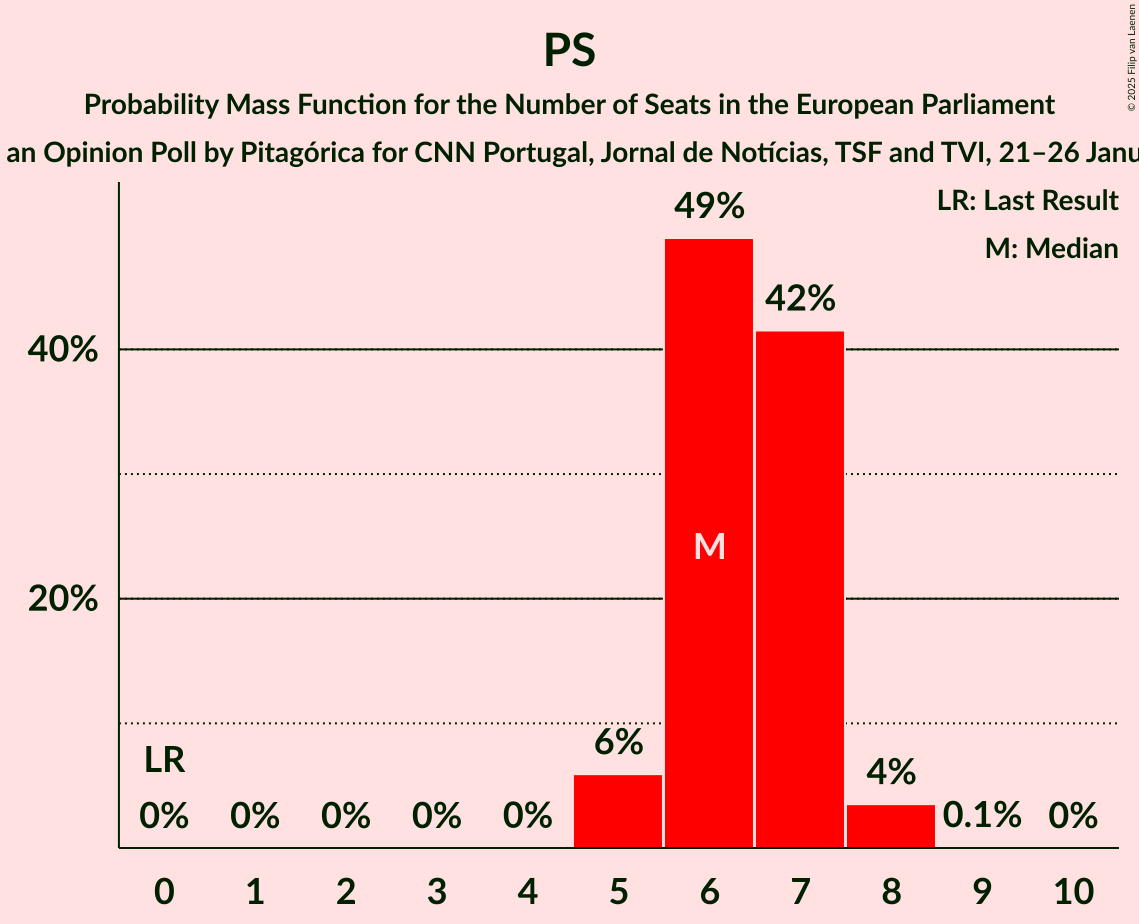 PS
Probability Mass Function for the Number of Seats in the European Parliament
an Opinion Poll by Pitagórica for CNN Portugal, Jornal de Notícias, TSF and TVI, 21–26 Janu
© 2025 Filip van Laenen
LR: Last Result
M: Median
49%
42%
40%
M
20%
6%
LR
4%
0% 0% 0% 0% 0% 0.1% 0%
0 1 2 3 4 5 6 7 8 9 10